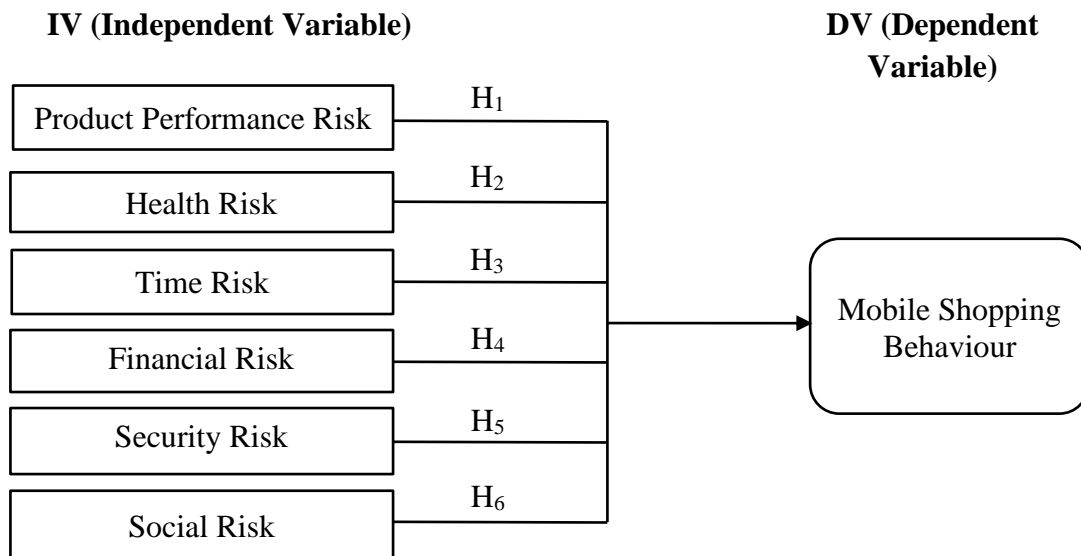 IV (Independent Variable)
DV (Dependent
Variable)
Product Performance Risk
H₁
Health Risk
H₂
Time Risk
H₃
Financial Risk
H₄
Security Risk
H₅
Social Risk
H₆
Mobile Shopping
Behaviour